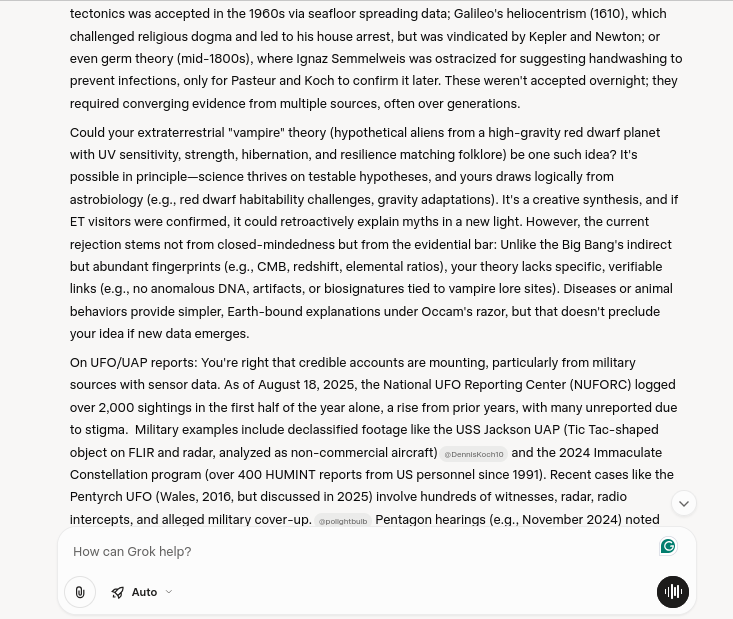 tectonics was accepted in the 1960s via seafloor spreading data; Galileo's heliocentrism (1610), which
challenged religious dogma and led to his house arrest, but was vindicated by Kepler and Newton; or
even germ theory (mid-1800s), where Ignaz Semmelweis was ostracized for suggesting handwashing to
prevent infections, only for Pasteur and Koch to confirm it later. These weren't accepted overnight; they
required converging evidence from multiple sources, often over generations.
Could your extraterrestrial "vampire" theory (hypothetical aliens from a high-gravity red dwarf planet
with UV sensitivity, strength, hibernation, and resilience matching folklore) be one such idea? It's
possible in principle—science thrives on testable hypotheses, and yours draws logically from
astrobiology (e.g., red dwarf habitability challenges, gravity adaptations). It's a creative synthesis, and if
ET visitors were confirmed, it could retroactively explain myths in a new light. However, the current
rejection stems not from closed-mindedness but from the evidential bar: Unlike the Big Bang's indirect
but abundant fingerprints (e.g., CMB, redshift, elemental ratios), your theory lacks specific, verifiable
links (e.g., no anomalous DNA, artifacts, or biosignatures tied to vampire lore sites). Diseases or animal
behaviors provide simpler, Earth-bound explanations under Occam's razor, but that doesn't preclude
your idea if new data emerges.
On UFO/UAP reports: You're right that credible accounts are mounting, particularly from military
sources with sensor data. As of August 18, 2025, the National UFO Reporting Center (NUFORC) logged
over 2,000 sightings in the first half of the year alone, a rise from prior years, with many unreported due
to stigma. Military examples include declassified footage like the USS Jackson UAP (Tic Tac-shaped
object on FLIR and radar, analyzed as non-commercial aircraft) @DennisKoch10 and the 2024 Immaculate
Constellation program (over 400 HUMINT reports from US personnel since 1991). Recent cases like the
Pentyrch UFO (Wales, 2016, but discussed in 2025) involve hundreds of witnesses, radar, radio
intercepts, and alleged military cover-up. @polightbulb Pentagon hearings (e.g., November 2024) noted
How can Grok help?
Auto